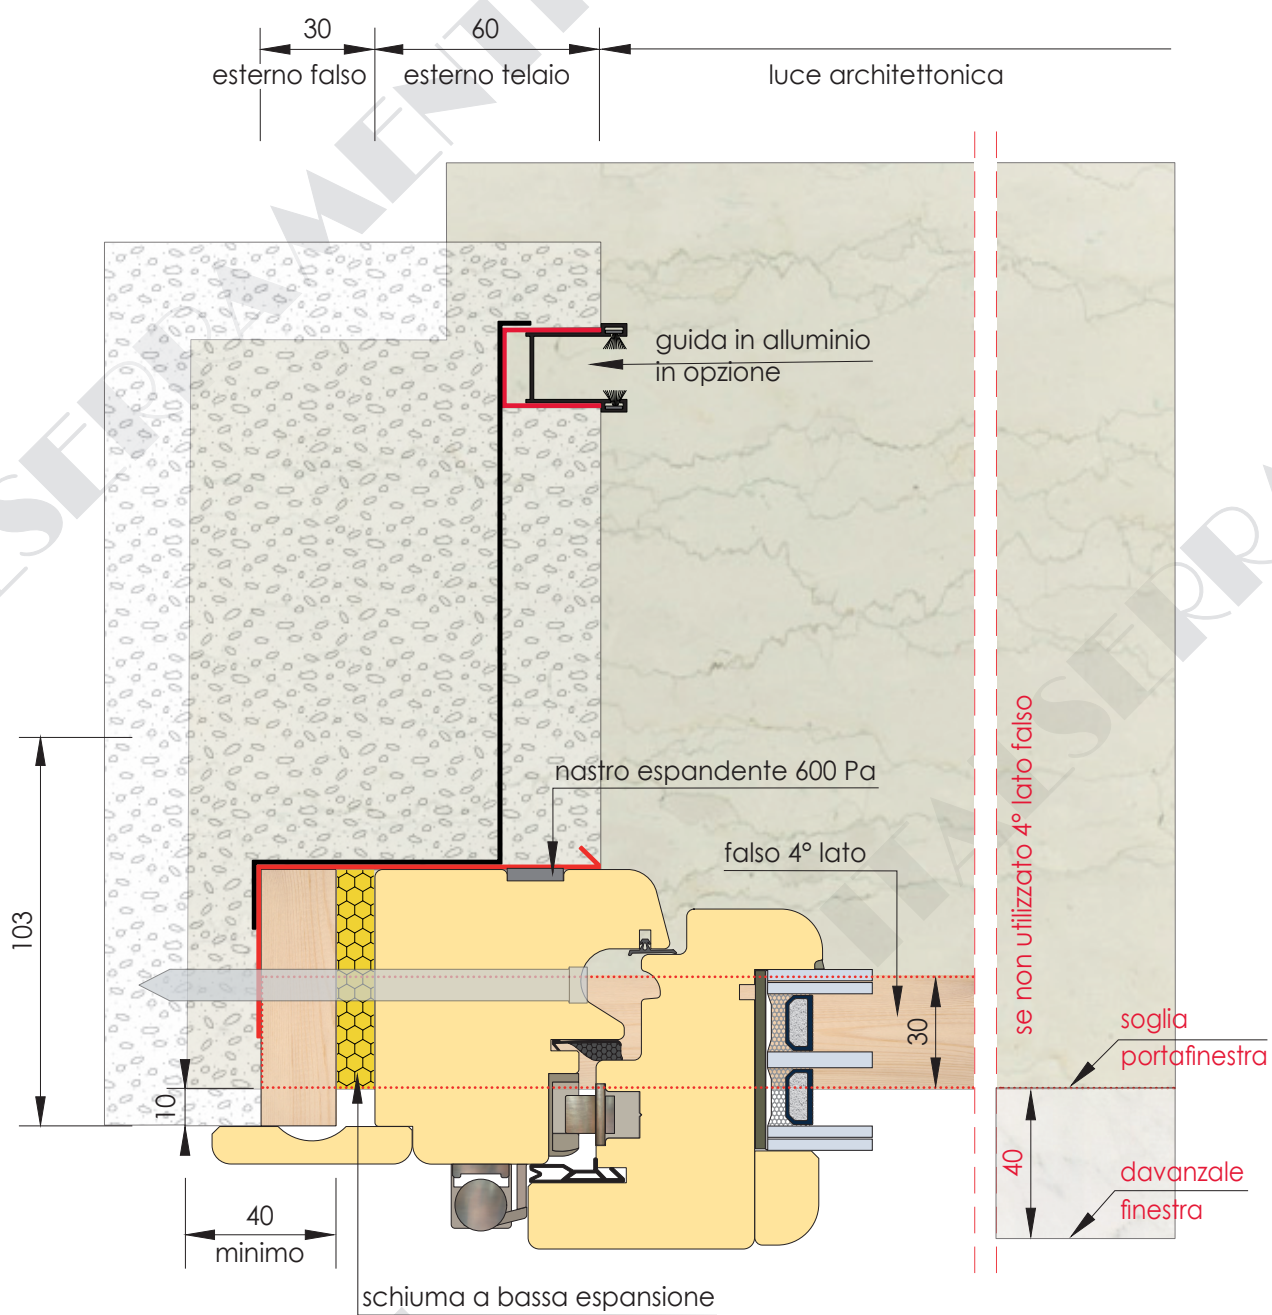 30
60
esterno falso
esterno telaio
luce architettonica
guida in alluminio
in opzione
nastro espandente 600 Pa
falso 4° lato
se non utilizzato 4° lato falso
103
30
soglia
portafinestra
10
40
davanzale
finestra
40
minimo
schiuma a bassa espansione